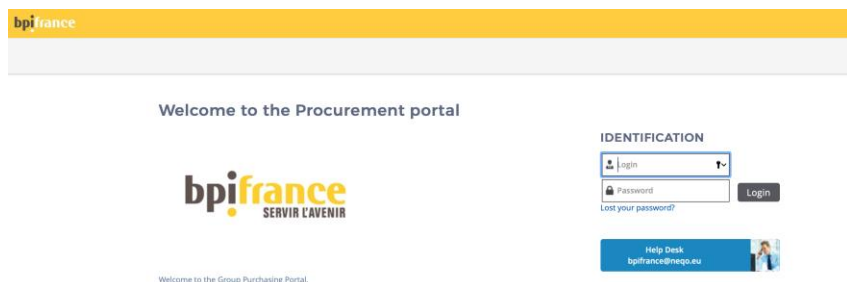 bpifrance
Welcome to the Procurement portal
IDENTIFICATION
Login
Password
Login
Lost your password?
bpifrance
SERVIR L'AVENIR
Help Desk
bpifrance@neqo.eu
Welcome to the Group Purchasing Portal.